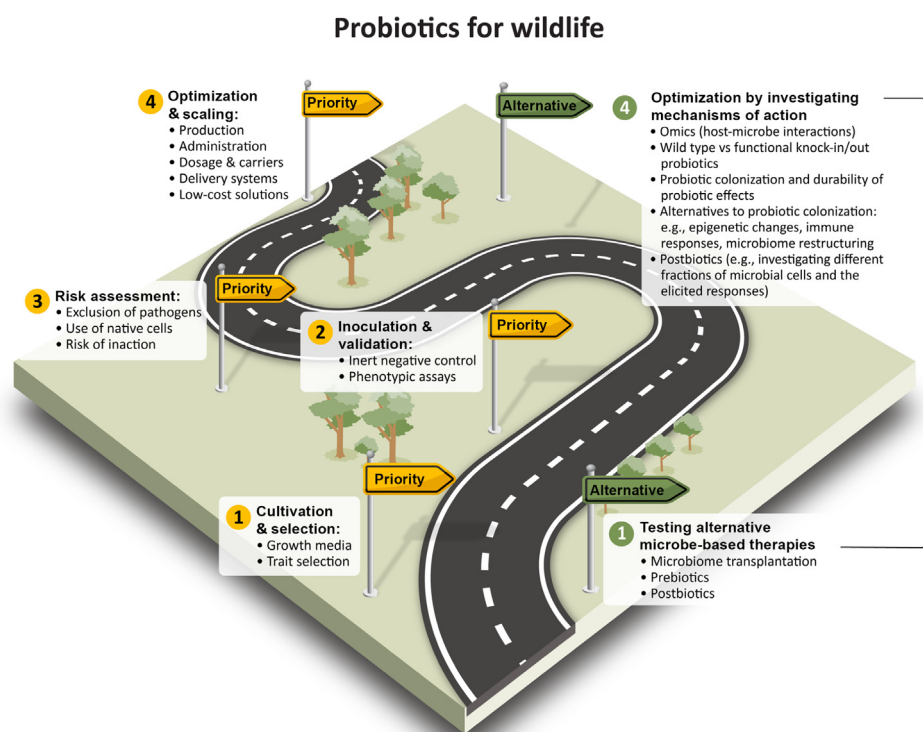 Probiotics for wildlife
4 Optimization
& scaling:
• Production
• Administration
• Dosage & carriers
• Delivery systems
• Low-cost solutions
Priority
Alternative
4 Optimization by investigating
mechanisms of action
• Omics (host-microbe interactions)
• Wild type vs functional knock-in/out
probiotics
• Probiotic colonization and durability of
probiotic effects
• Alternatives to probiotic colonization:
e.g., epigenetic changes, immune
responses, microbiome restructuring
• Postbiotics (e.g., investigating different
fractions of microbial cells and the
elicited responses)
3 Risk assessment:
• Exclusion of pathogens
• Use of native cells
• Risk of inaction
Priority
2 Inoculation &
validation:
• Inert negative control
• Phenotypic assays
Priority
1 Cultivation
& selection:
• Growth media
• Trait selection
Priority
Alternative
1 Testing alternative
microbe-based therapies
• Microbiome transplantation
• Prebiotics
• Postbiotics